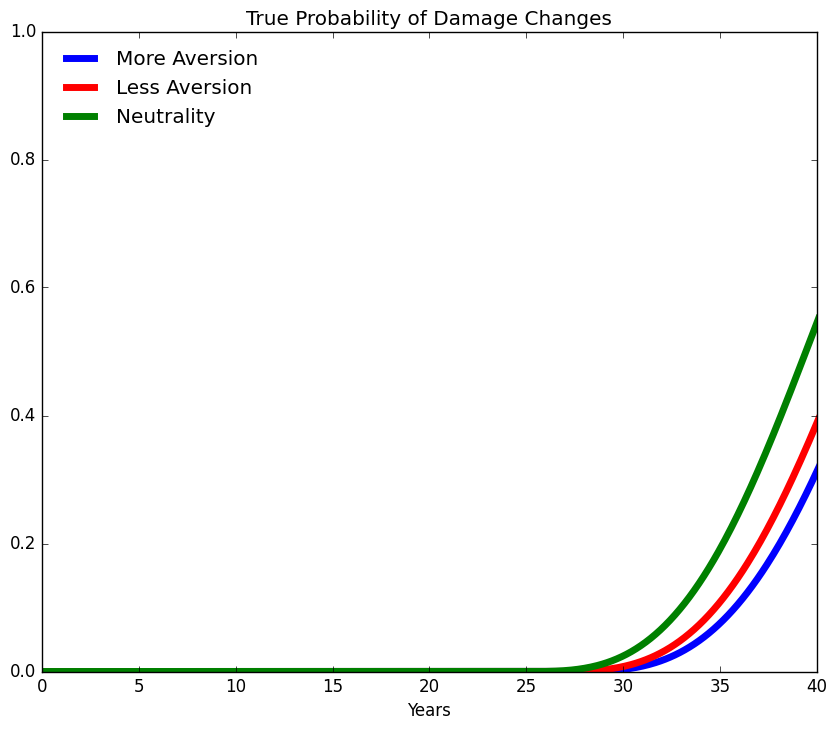 True Probability of Damage Changes
1.0
More Aversion
Less Aversion
Neutrality
0.8
0.6
0.4
0.2
0.0
0 5 10 15 20 25 30 35 40
Years